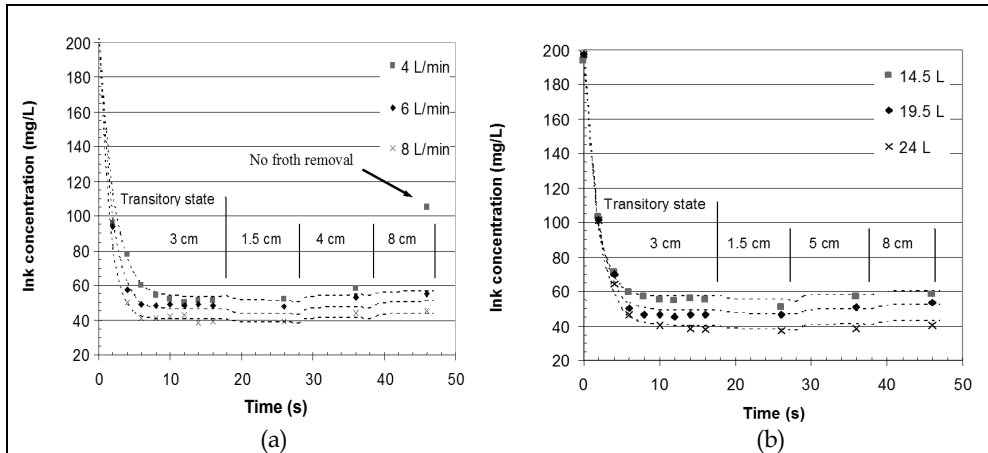 200
180
160
140
120
100
80
60
40
20
0 10 20 30 40 50
Ink concentration (mg/L)
Time (s)
4 L/min
6 L/min
8 L/min
No froth removal
Transitory state
3 cm
1.5 cm
4 cm
8 cm
(a)
200
180
160
140
120
100
80
60
40
20
0 10 20 30 40 50
Ink concentration (mg/L)
Time (s)
14.5 L
19.5 L
24 L
Transitory state
3 cm
1.5 cm
5 cm
8 cm
(b)